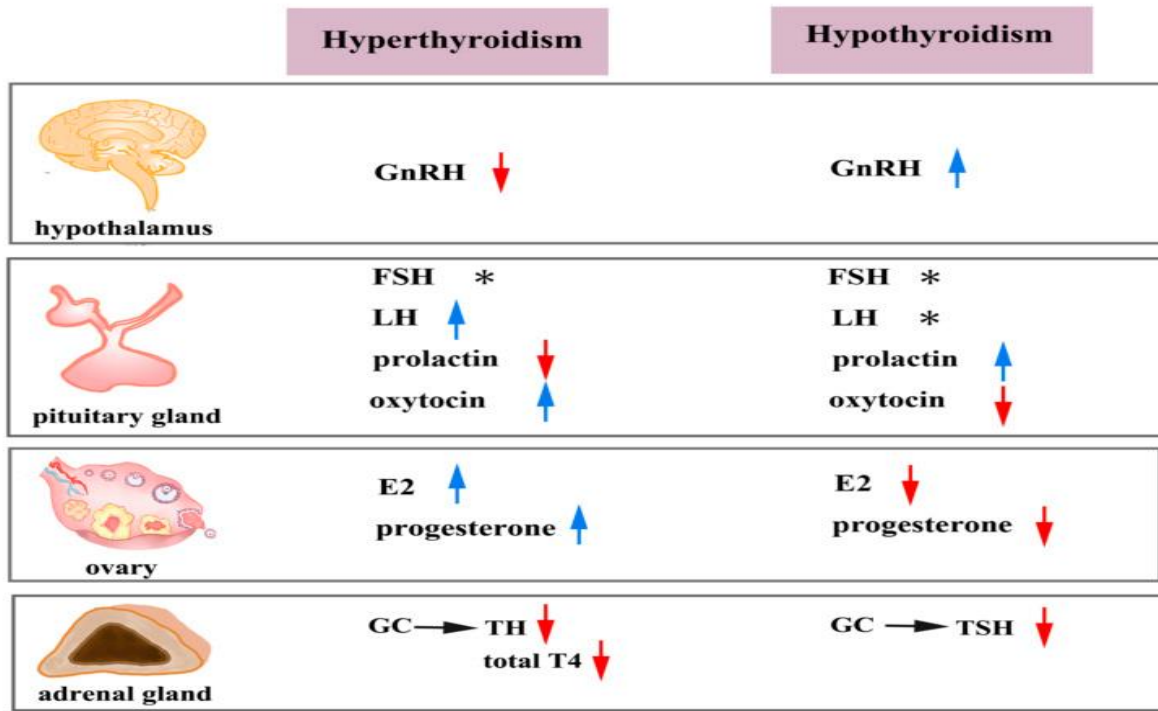 Hyperthyroidism Hypothyroidism
hypothalamus
GnRH ↓
GnRH ↑
pituitary gland
FSH *
LH ↑
prolactin ↓
oxytocin ↑
FSH *
LH *
prolactin ↑
oxytocin ↓
ovary
E2 ↑
progesterone ↑
E2 ↓
progesterone ↓
adrenal gland
GC → TH ↓
total T4 ↓
GC → TSH ↓